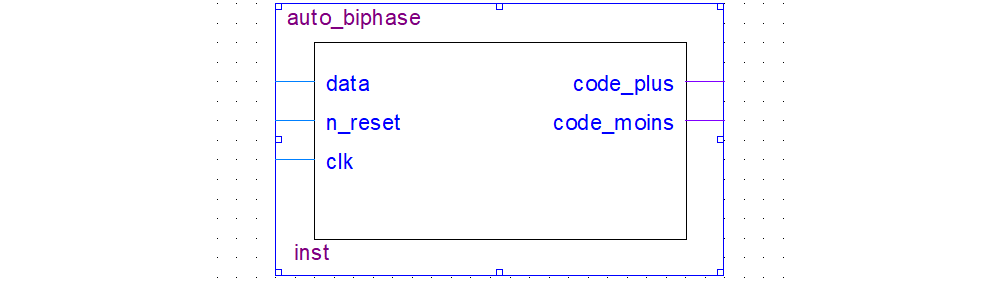 auto_biphase
data
code_plus
n_reset
code_moins
clk
inst